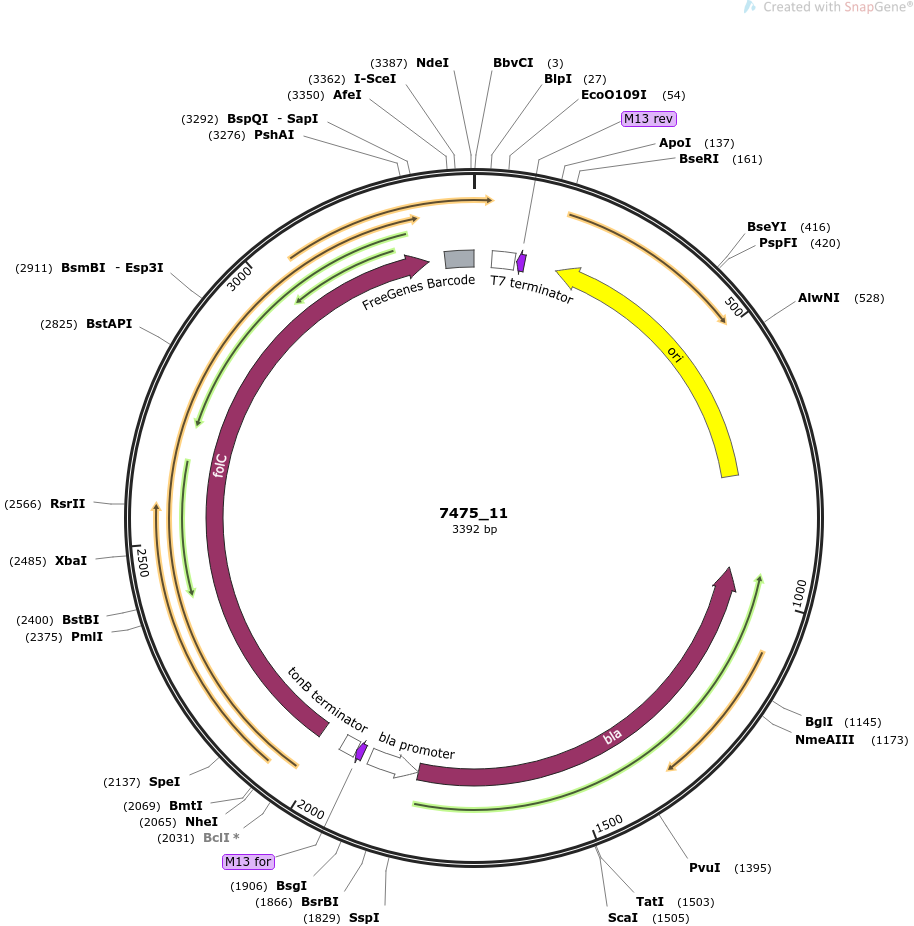 Created with SnapGene®
(3387) NdeI
BbvCI (3)
(3362) I-SceI
BlpI (27)
(3350) AfeI
EcoO109I (54)
(3292) BspQI - SapI
M13 rev
(3276) PshAI
ApoI (137)
BseRI (161)
BseYI (416)
PspFI (420)
(2911) BsmBI - Esp3I
3000
FreeGenes Barcode
T7 terminator
AlwNI (528)
500
(2825) BstAPI
ori
folC
(2566) RsrII
7475_11
3392 bp
(2485) XbaI
2500
1000
(2400) BstBI
(2375) PmlI
tonB terminator
bla promoter
bla
BglI (1145)
NmeAIII (1173)
(2137) SpeI
(2069) BmtI
(2065) NheI
(2031) BclI *
2000
1500
M13 for
PvuI (1395)
(1906) BsgI
(1866) BsrBI
TatI (1503)
(1829) SspI
ScaI (1505)